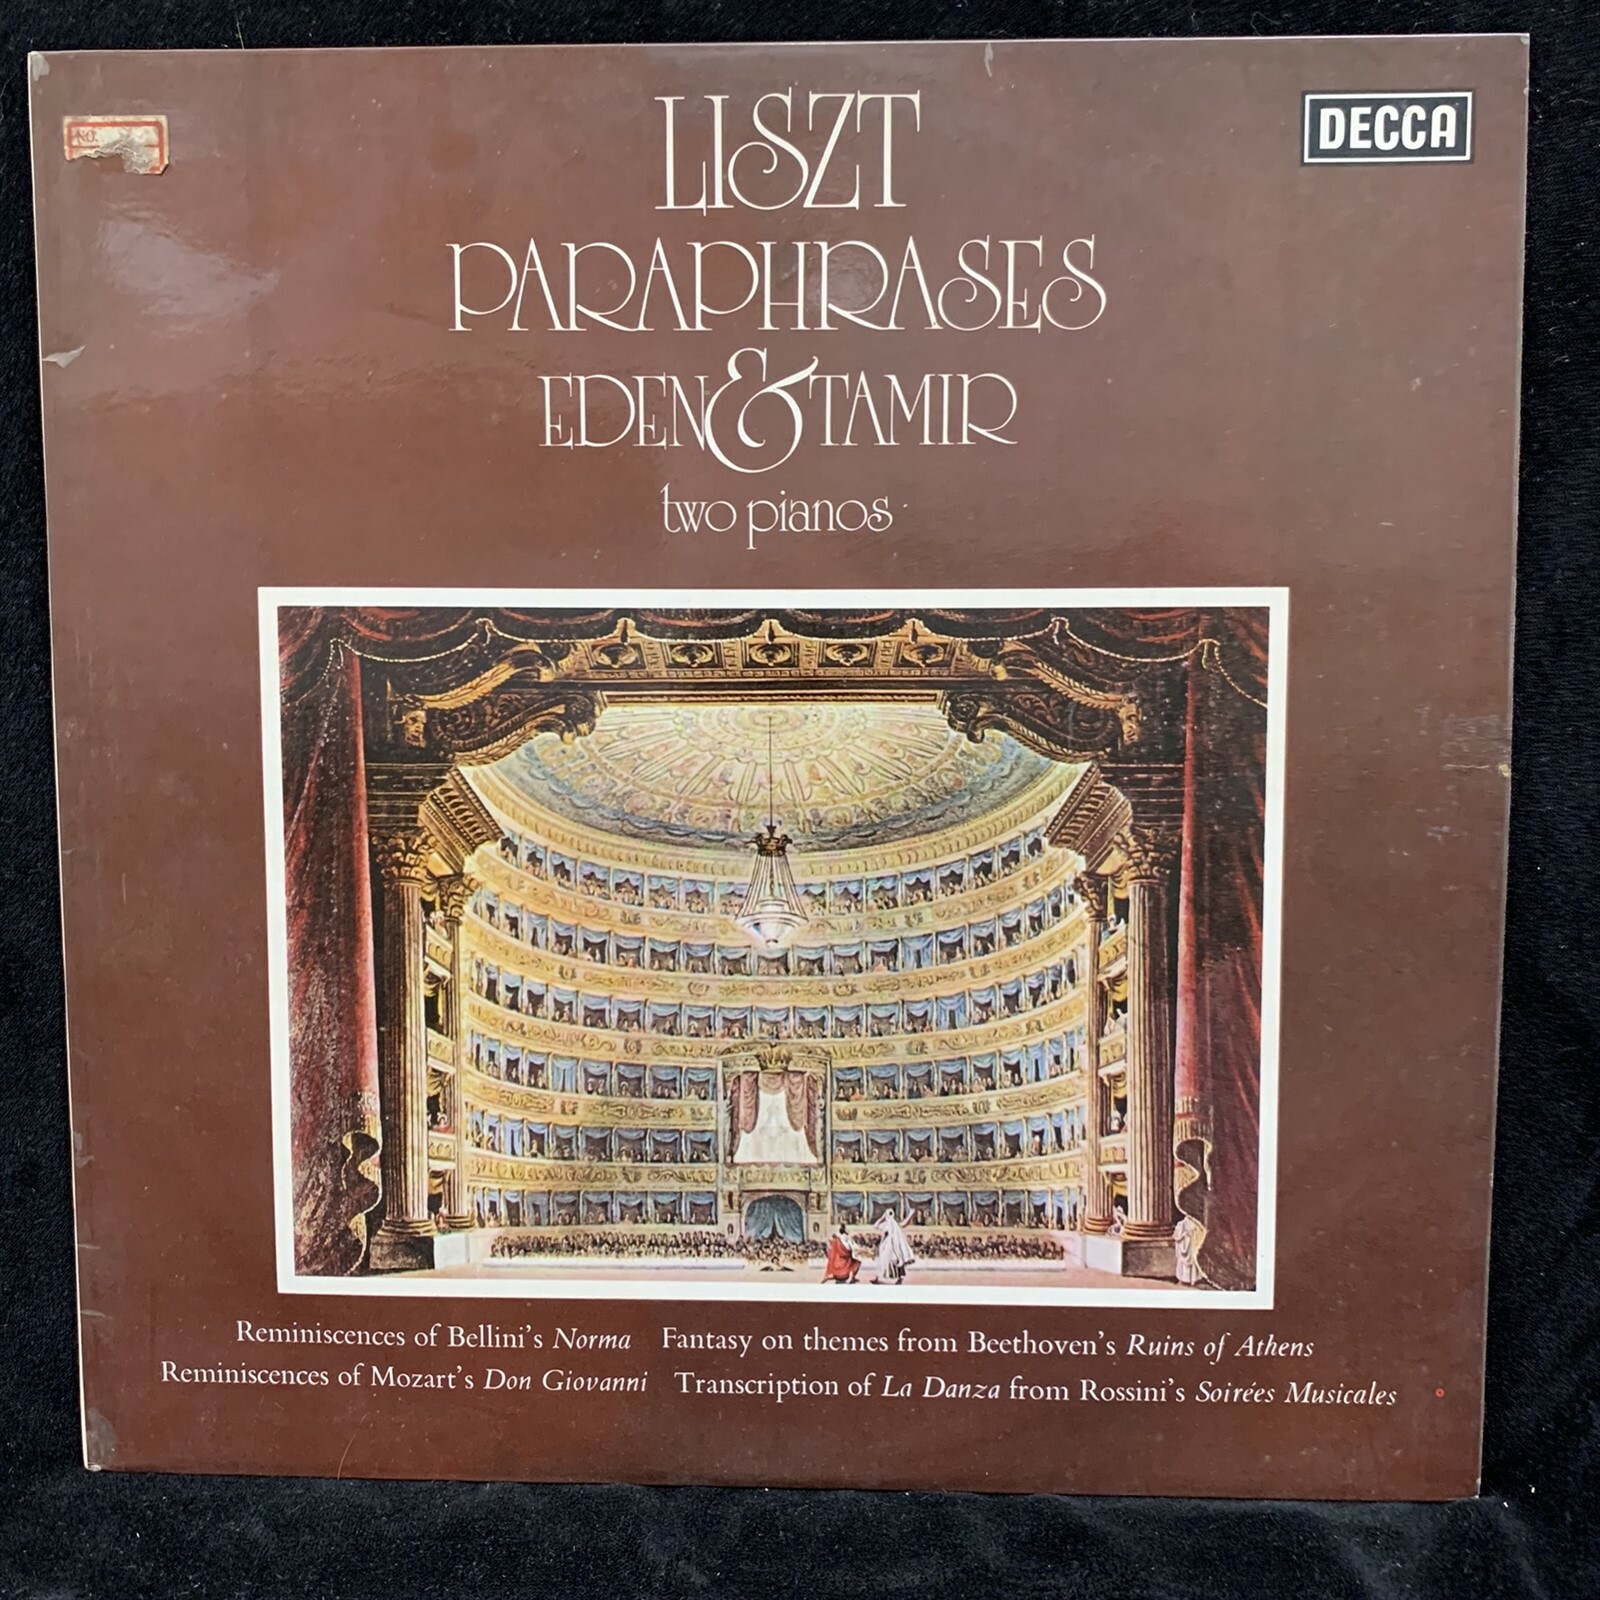 NO.
DECCA
LISZT
PARAPHRASES
EDEN & TAMIR
two pianos
Reminiscences of Bellini's Norma Fantasy on themes from Beethoven's Ruins of Athens
Reminiscences of Mozart's Don Giovanni Transcription of La Danza from Rossini's Soirées Musicales